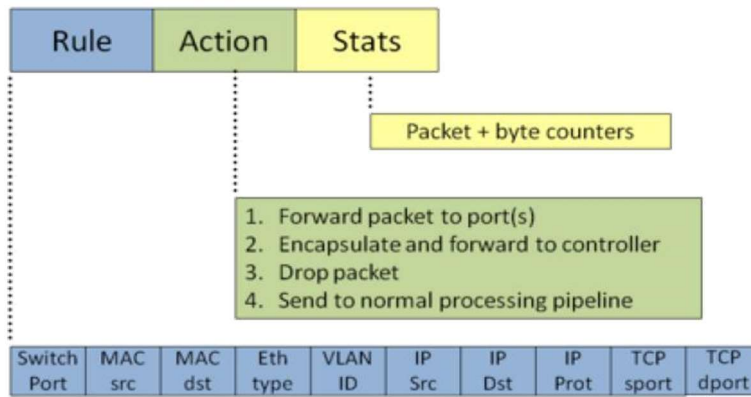 Rule Action Stats
Packet + byte counters
1. Forward packet to port(s)
2. Encapsulate and forward to controller
3. Drop packet
4. Send to normal processing pipeline
Switch MAC MAC Eth VLAN IP IP IP TCP TCP
Port src dst type ID Src Dst Prot sport dport